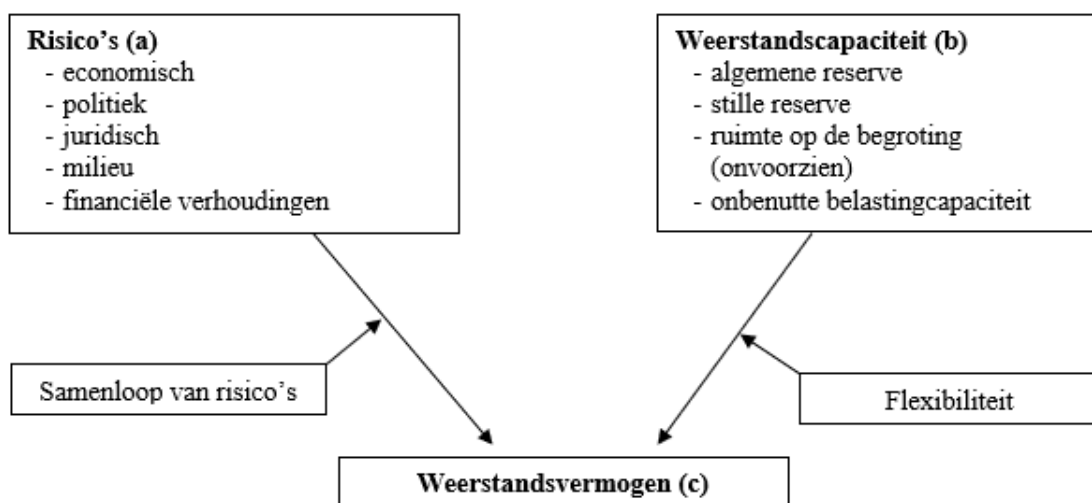 Risico’s (a)
- economisch
- politiek
- juridisch
- milieu
- financiële verhoudingen
Weerstandscapaciteit (b)
- algemene reserve
- stille reserve
- ruimte op de begroting
(onvoorzien)
- onbenutte belastingcapaciteit
Samenloop van risico’s
Flexibiliteit
Weerstandsvermogen (c)